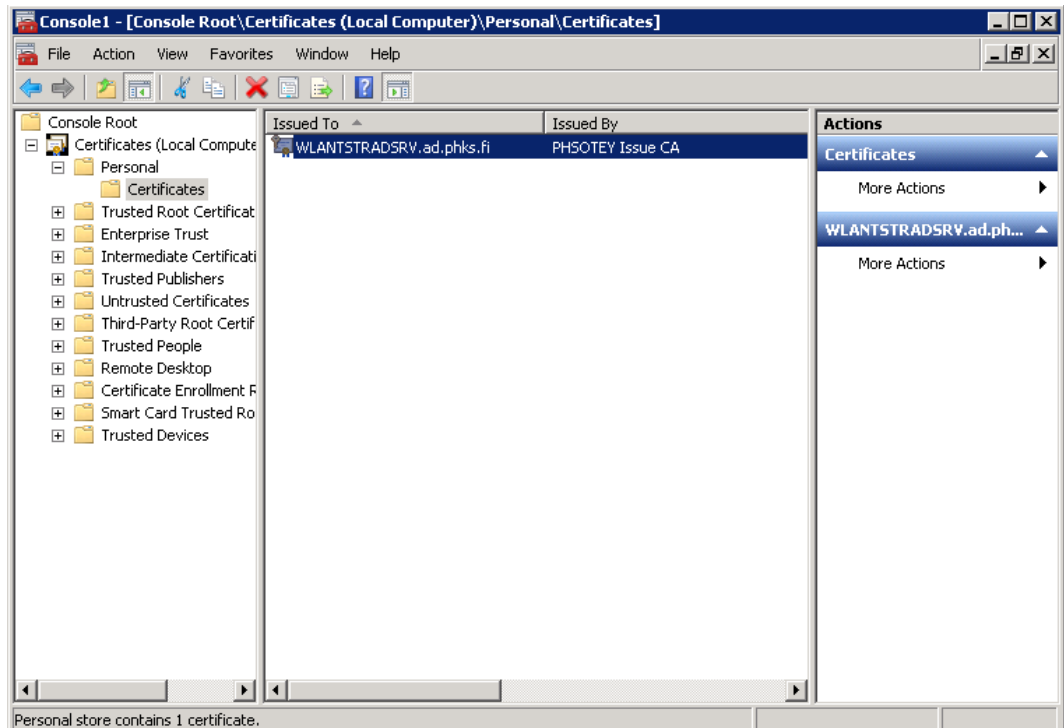 Console1 - [Console Root\Certificates (Local Computer)\Personal\Certificates]
File Action View Favorites Window Help
Console Root
Certificates (Local Compute
Personal
Certificates
Trusted Root Certificat
Enterprise Trust
Intermediate Certificati
Trusted Publishers
Untrusted Certificates
Third-Party Root Certif
Trusted People
Remote Desktop
Certificate Enrollment R
Smart Card Trusted Ro
Trusted Devices
Issued To Issued By
WLANTSTRADSRV.ad.phks.fi PHSOTEY Issue CA
Actions
Certificates
More Actions
WLANTSTRADSRV.ad.ph...
More Actions
Personal store contains 1 certificate.